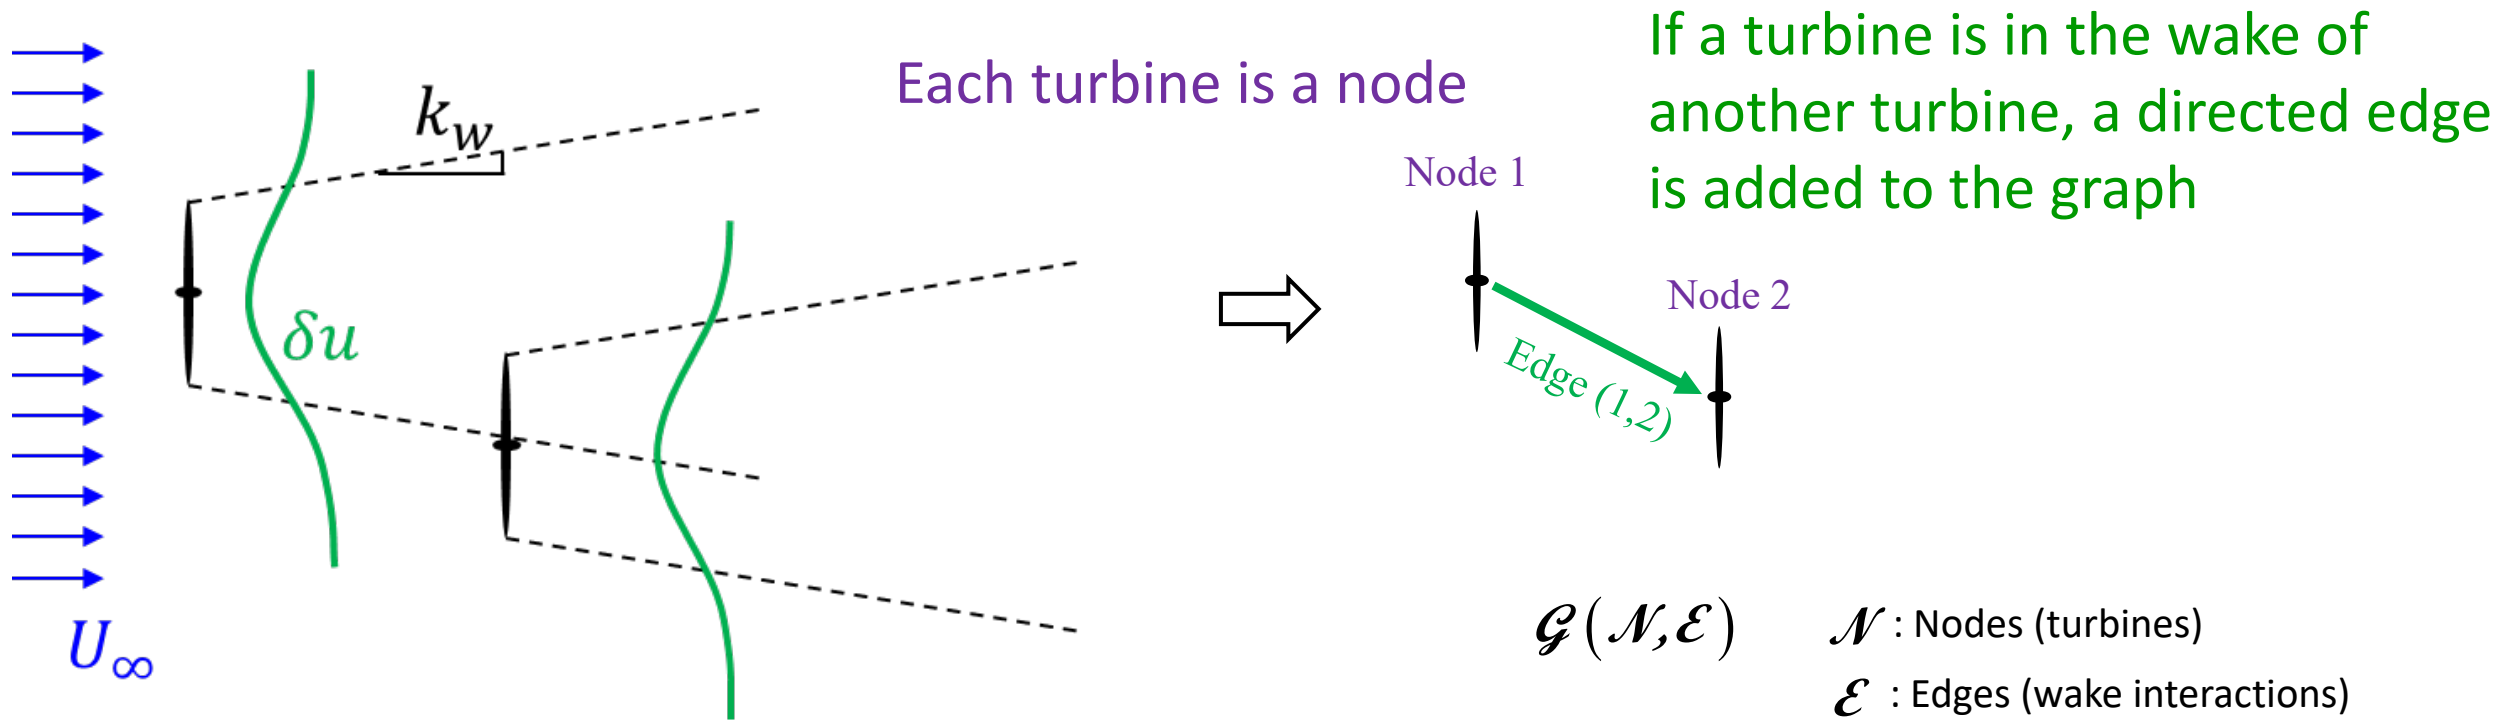 k_w
δu
U_∞
Each turbine is a node
If a turbine is in the wake of
another turbine, a directed edge
is added to the graph
Node 1
Node 2
Edge (1,2)
𝒢(𝒩,ℰ)
𝒩 : Nodes (turbines)
ℰ : Edges (wake interactions)